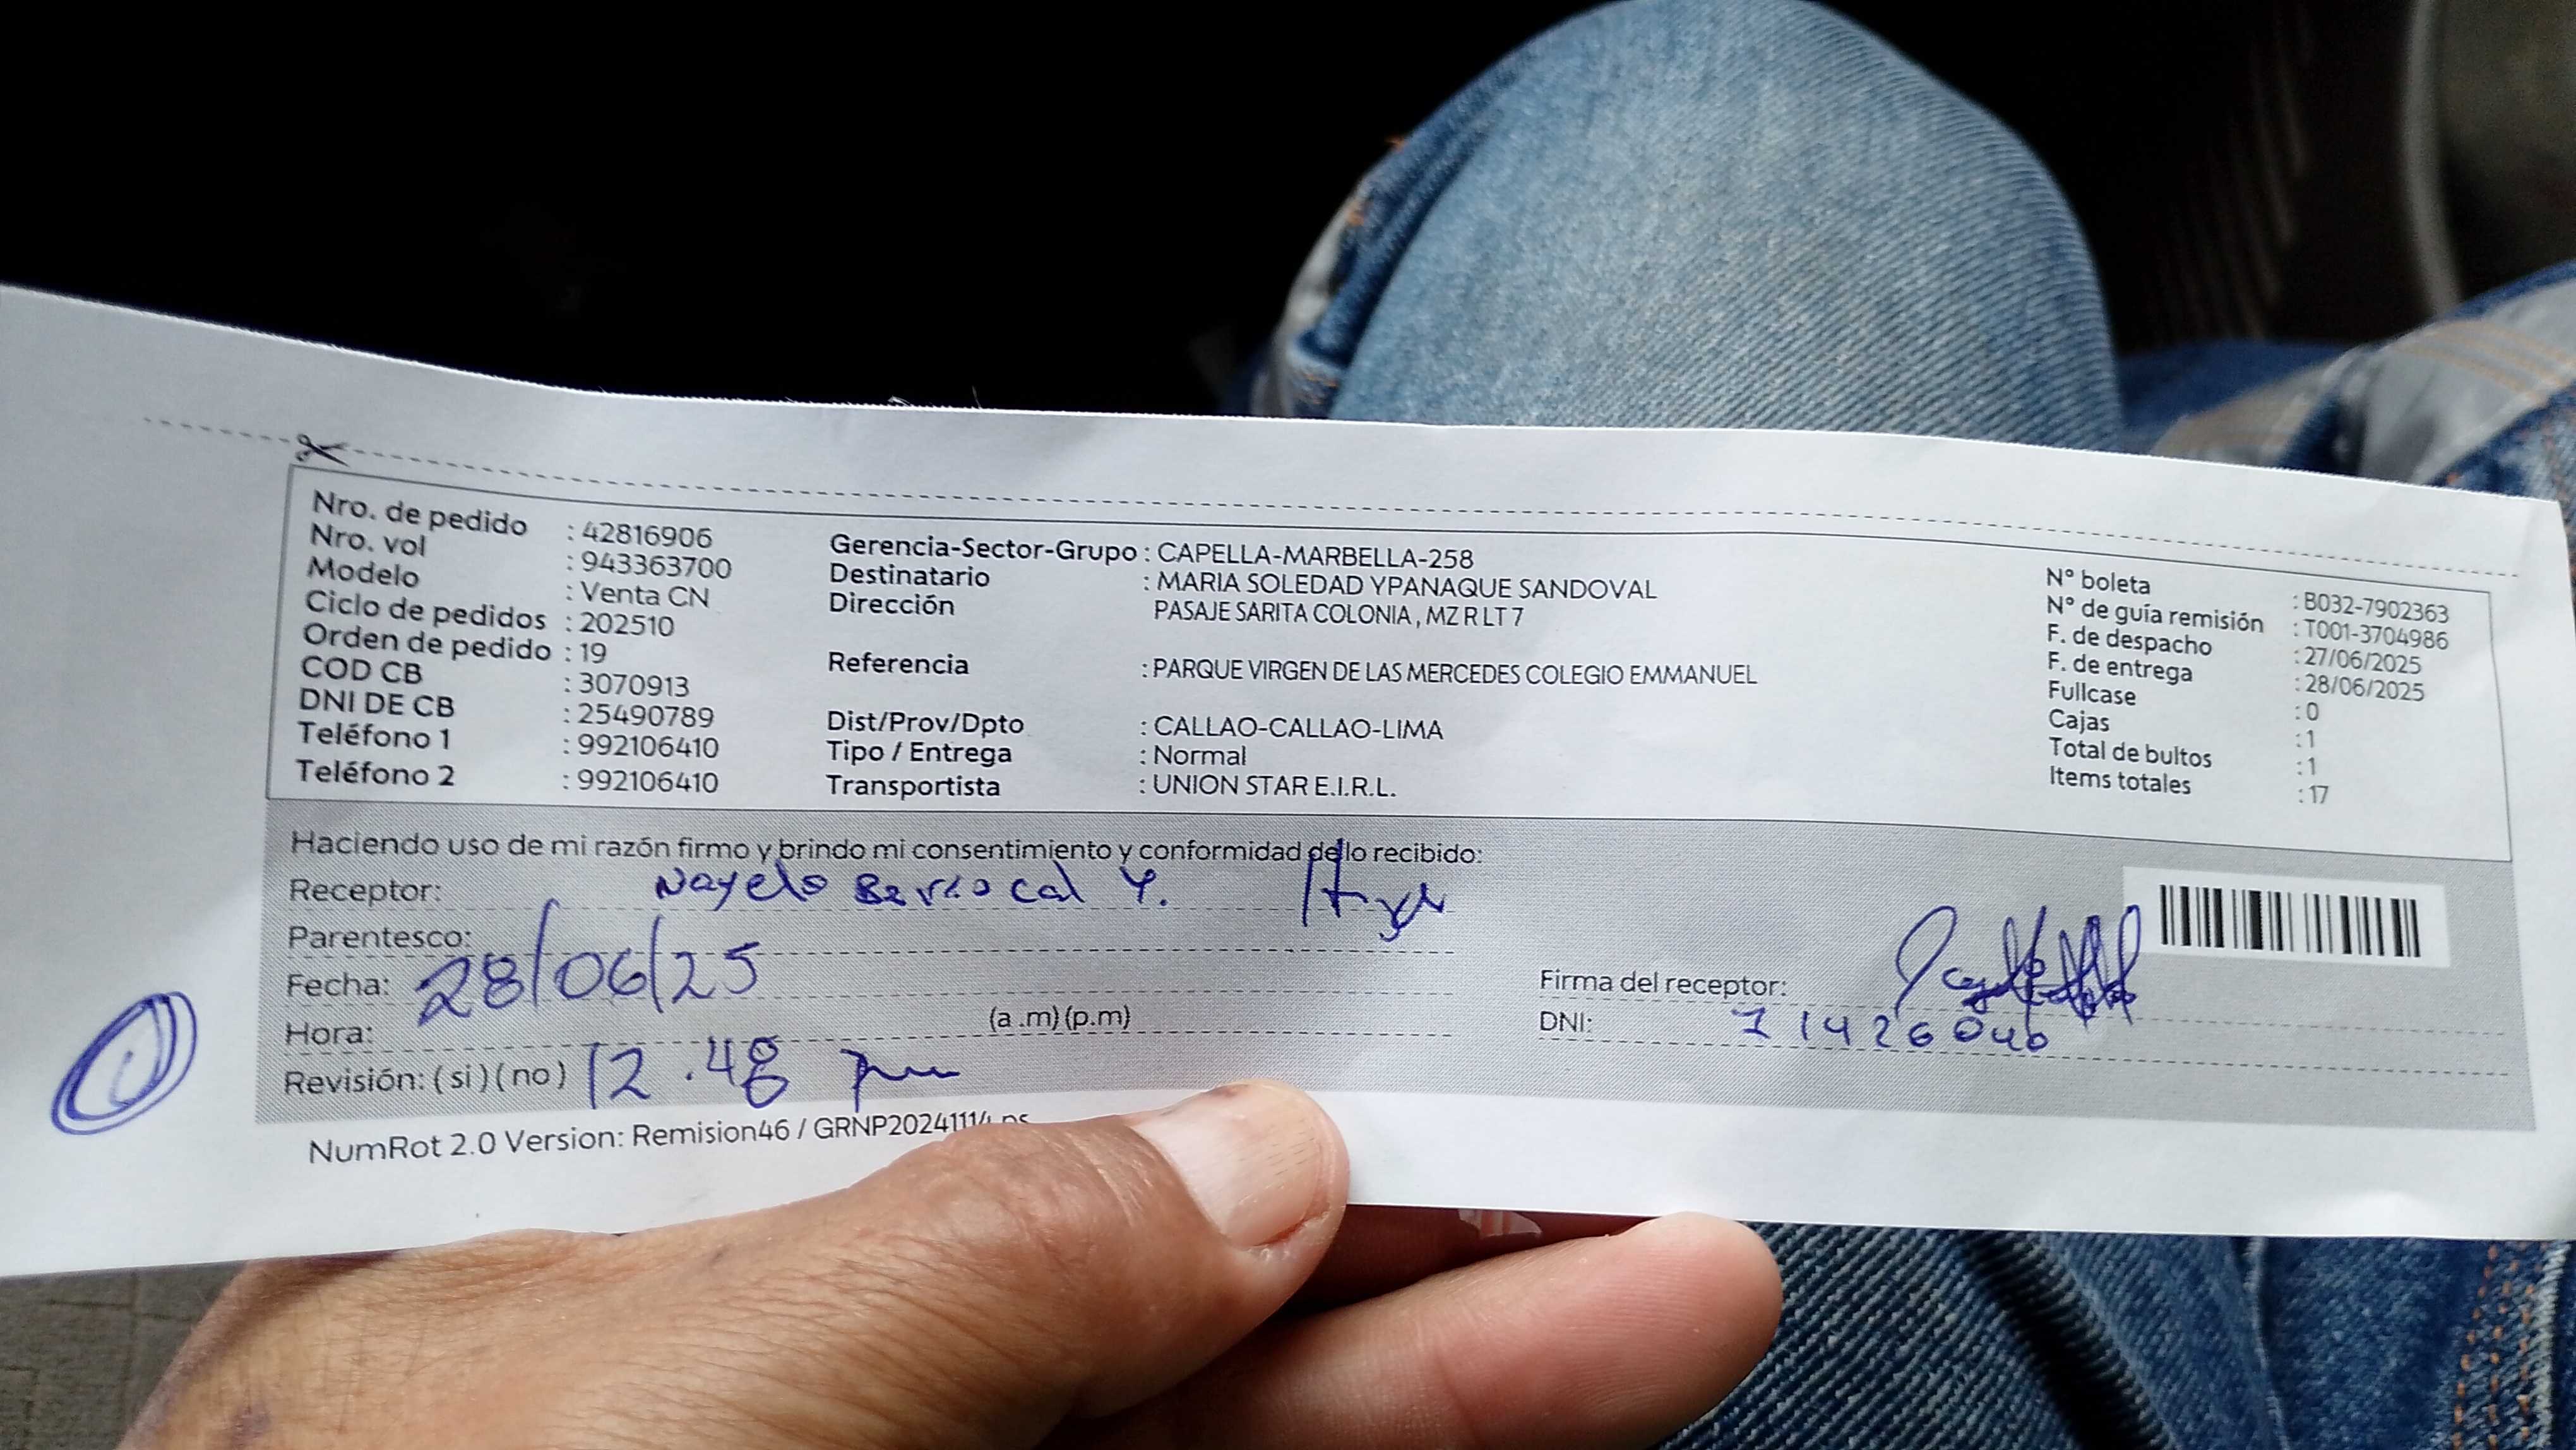 Nro. de pedido : 42816906
Nro. vol : 943363700
Modelo : Venta CN
Ciclo de pedidos : 202510
Orden de pedido : 19
COD CB : 3070913
DNI DE CB : 25490789
Teléfono 1 : 992106410
Teléfono 2 : 992106410
Gerencia-Sector-Grupo : CAPELLA-MARBELLA-258
Destinatario : MARIA SOLEDAD YPANAQUE SANDOVAL
Dirección PASAJE SARITA COLONIA, MZ R LT 7
Referencia : PARQUE VIRGEN DE LAS MERCEDES COLEGIO EMMANUEL
Dist/Prov/Dpto : CALLAO-CALLAO-LIMA
Tipo / Entrega : Normal
Transportista : UNION STAR E.I.R.L.
N° boleta : B032-7902363
N° de guía remisión : T001-3704986
F. de despacho : 27/06/2025
F. de entrega : 28/06/2025
Fullcase : 0
Cajas : 1
Total de bultos : 1
Items totales : 17
Haciendo uso de mi razón firmo y brindo mi consentimiento y conformidad de lo recibido:
Receptor: Nayelo Berrocal Y.
Parentesco:
Fecha: 28/06/25
Hora: (a .m) (p.m)
Revisión: ( si ) ( no ) 12.48 pm
Firma del receptor:
DNI: 71426046
NumRot 2.0 Version: Remision46 / GRNP20241114.ps